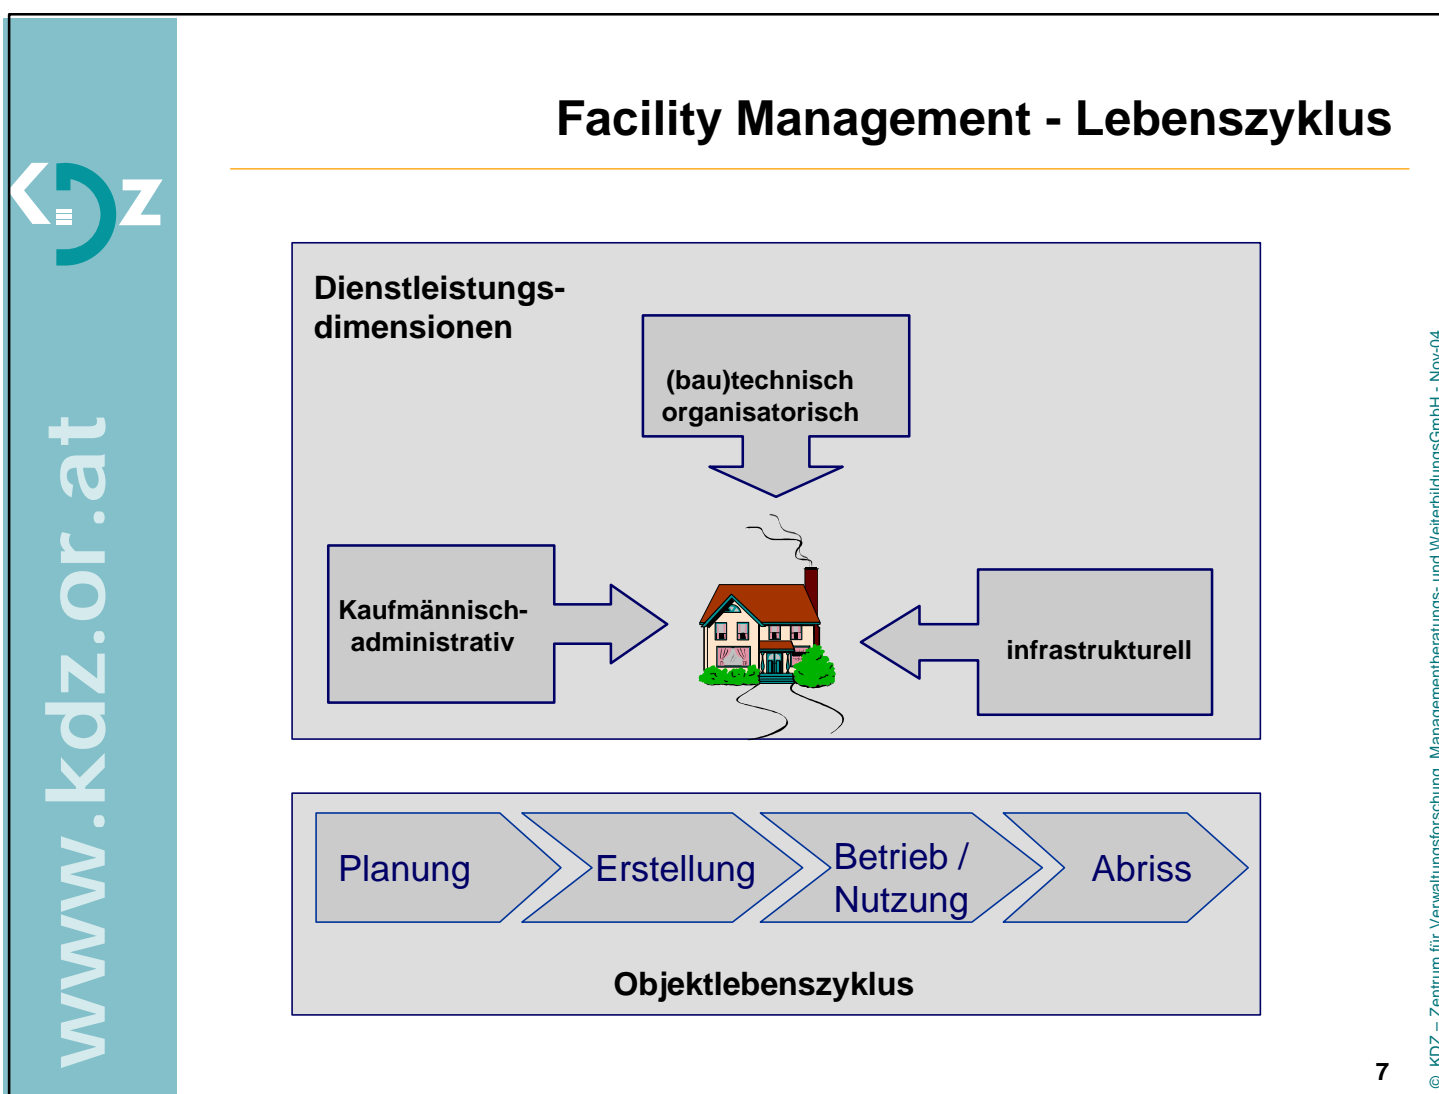 Facility Management - Lebenszyklus
KDZ
www.kdz.or.at
Dienstleistungs-
dimensionen
(bau)technisch
organisatorisch
Kaufmännisch-
administrativ
infrastrukturell
Planung
Erstellung
Betrieb /
Nutzung
Abriss
Objektlebenszyklus
7
© KDZ – Zentrum für Verwaltungsforschung, Managementberatungs- und WeiterbildungsGmbH - Nov-04